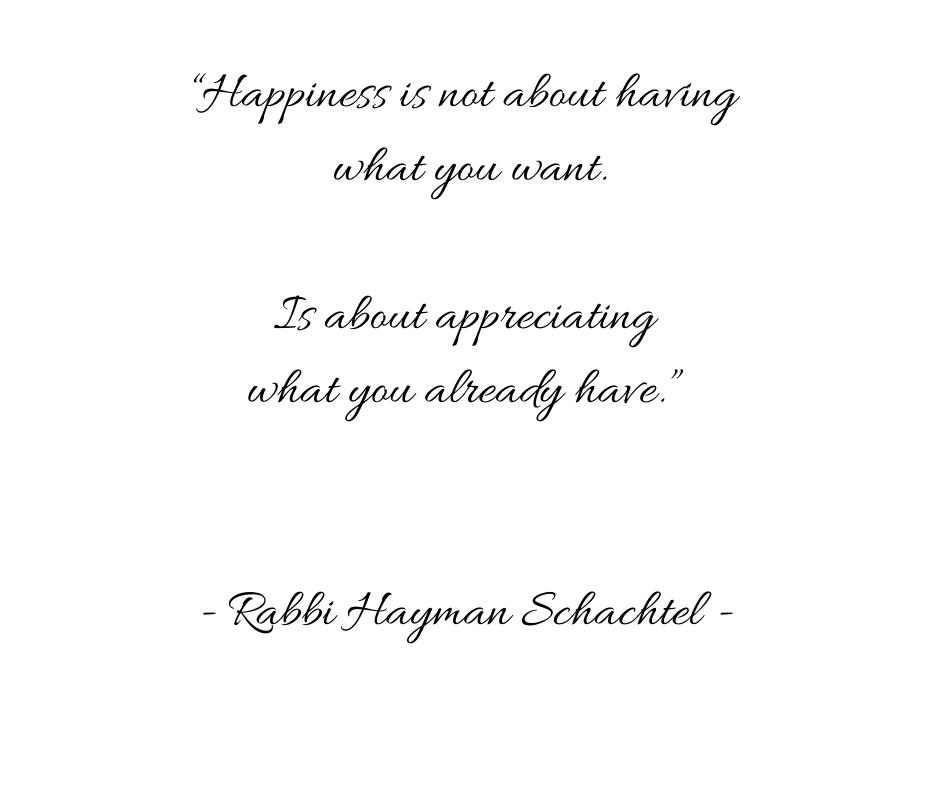 “Happiness is not about having
what you want.
Is about appreciating
what you already have.”
- Rabbi Hayman Schachtel -